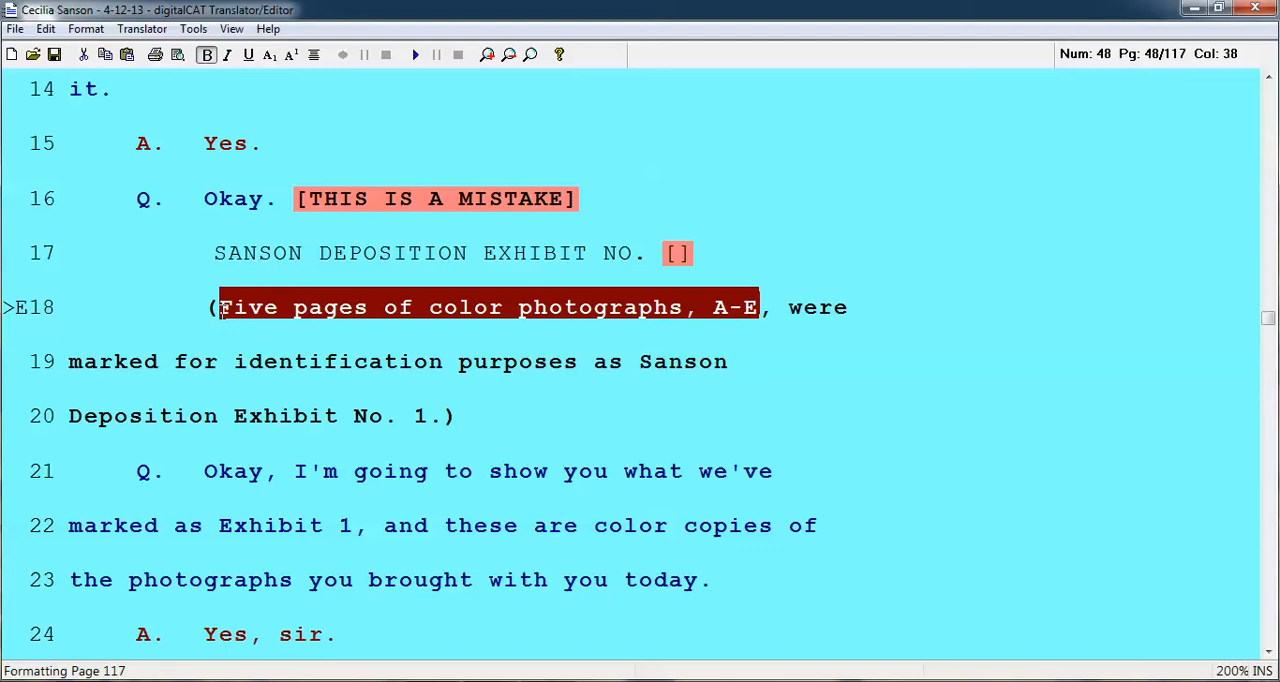 Cecilia Sanson - 4-12-13 - digitalCAT Translator/Editor
File Edit Format Translator Tools View Help
B I U A1 A1 ? Num: 48 Pg: 48/117 Col: 38
14 it.
15 A. Yes.
16 Q. Okay. [THIS IS A MISTAKE]
17 SANSON DEPOSITION EXHIBIT NO. []
>E18 (Five pages of color photographs, A-E, were
19 marked for identification purposes as Sanson
20 Deposition Exhibit No. 1.)
21 Q. Okay, I'm going to show you what we've
22 marked as Exhibit 1, and these are color copies of
23 the photographs you brought with you today.
24 A. Yes, sir.
Formatting Page 117 200% INS